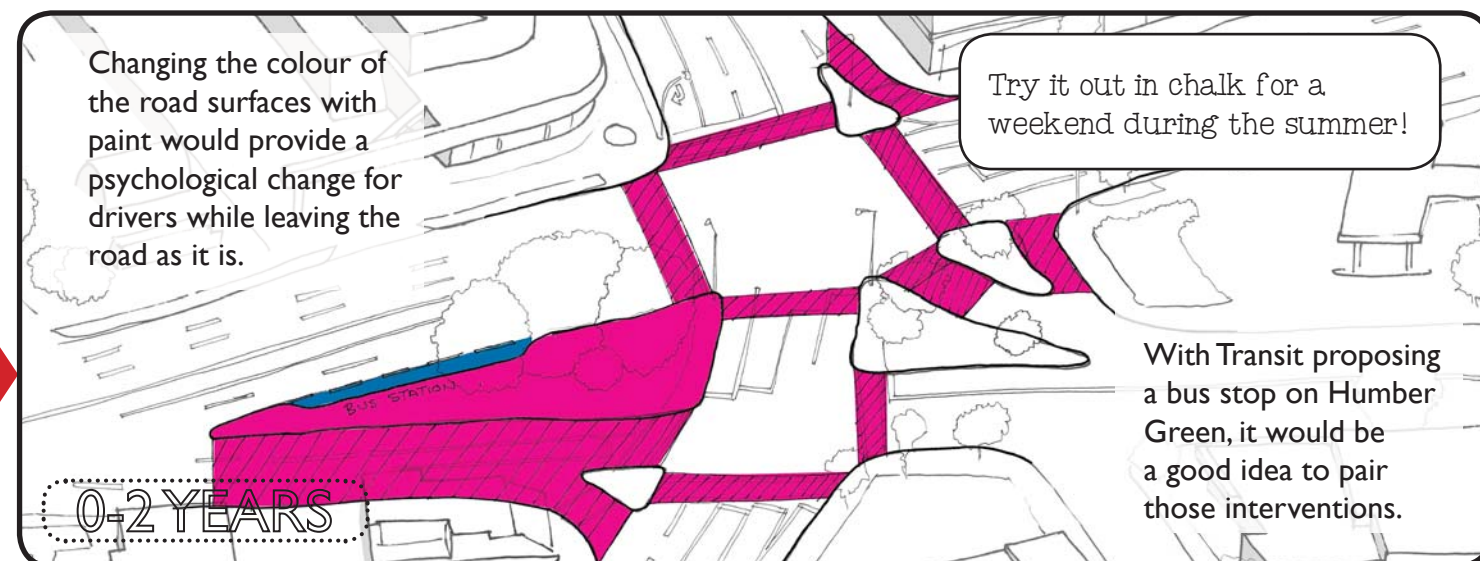 Changing the colour of
the road surfaces with
paint would provide a
psychological change for
drivers while leaving the
road as it is.
Try it out in chalk for a
weekend during the summer!
BUS STATION
With Transit proposing
a bus stop on Humber
Green, it would be
a good idea to pair
those interventions.
0-2 YEARS